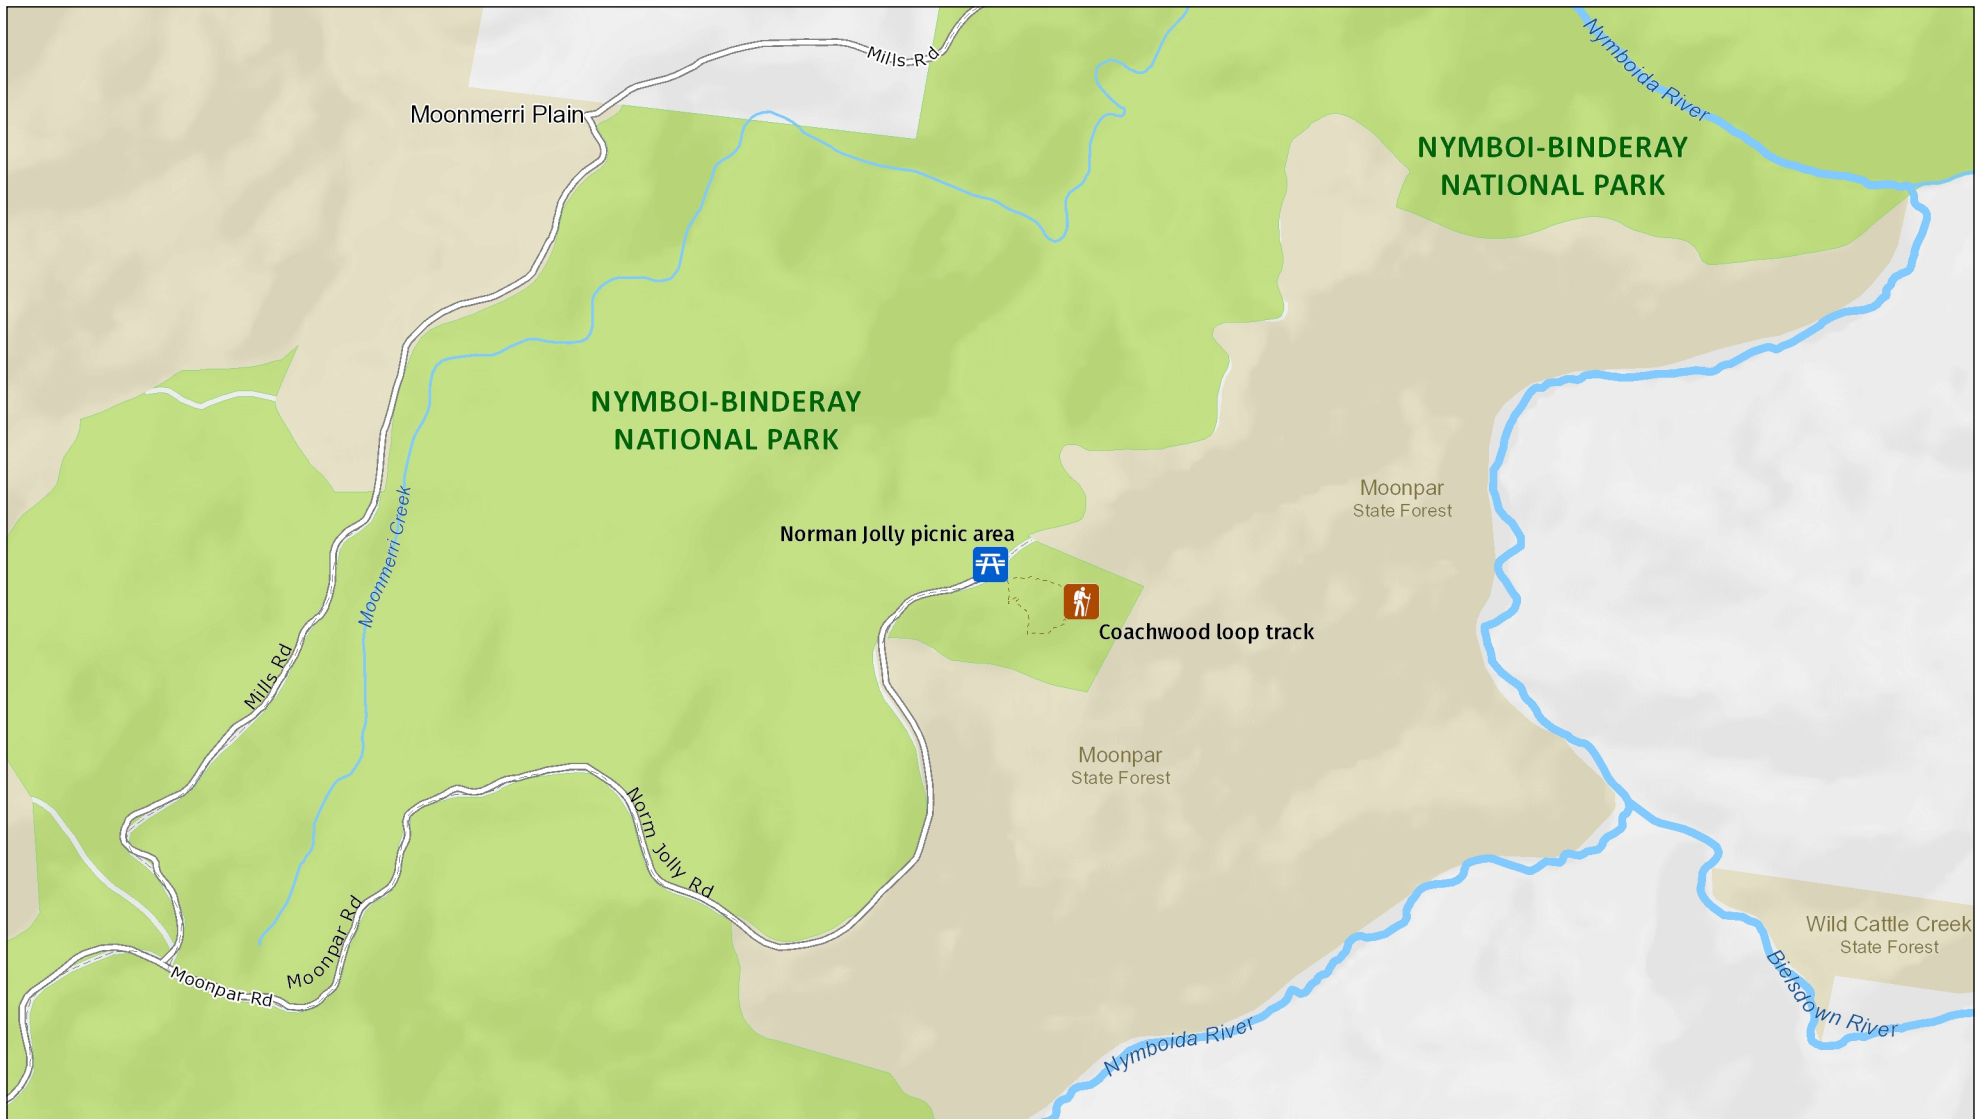 Nymboida River
Mills Rd
Moonmerri Plain
NYMBOI-BINDERAY
NATIONAL PARK
NYMBOI-BINDERAY
NATIONAL PARK
Moonmerri Creek
Moonpar
State Forest
Norman Jolly picnic area
Coachwood loop track
Mills Rd
Moonpar
State Forest
Norm Jolly Rd
Moonpar Rd
Moonpar Rd
Wild Cattle Creek
State Forest
Bielsdown River
Nymboida River